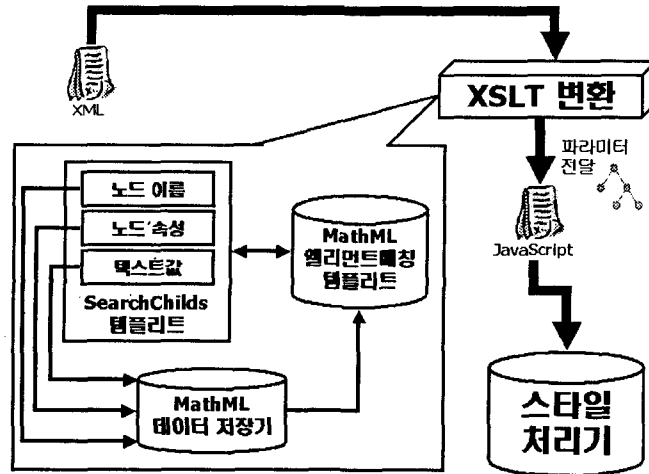 XML
XSLT 변환
파라미터
전달
JavaScript
노드 이름
노드 속성
텍스트값
SearchChilds
템플리트
MathML
엘리먼트매칭
템플리트
MathML
데이터 저장기
스타일
처리기